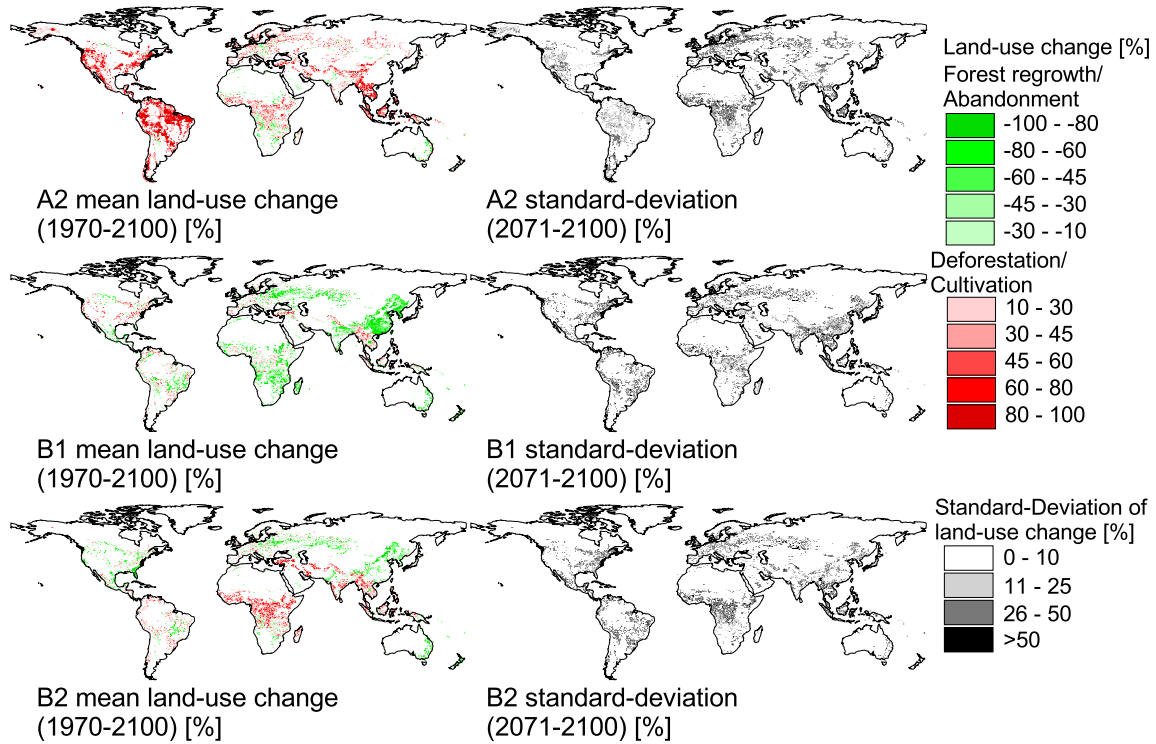 A2 mean land-use change
(1970-2100) [%]
A2 standard-deviation
(2071-2100) [%]
B1 mean land-use change
(1970-2100) [%]
B1 standard-deviation
(2071-2100) [%]
B2 mean land-use change
(1970-2100) [%]
B2 standard-deviation
(2071-2100) [%]
Land-use change [%]
Forest regrowth/
Abandonment
-100 - -80
-80 - -60
-60 - -45
-45 - -30
-30 - -10
Deforestation/
Cultivation
10 - 30
30 - 45
45 - 60
60 - 80
80 - 100
Standard-Deviation of
land-use change [%]
0 - 10
11 - 25
26 - 50
>50